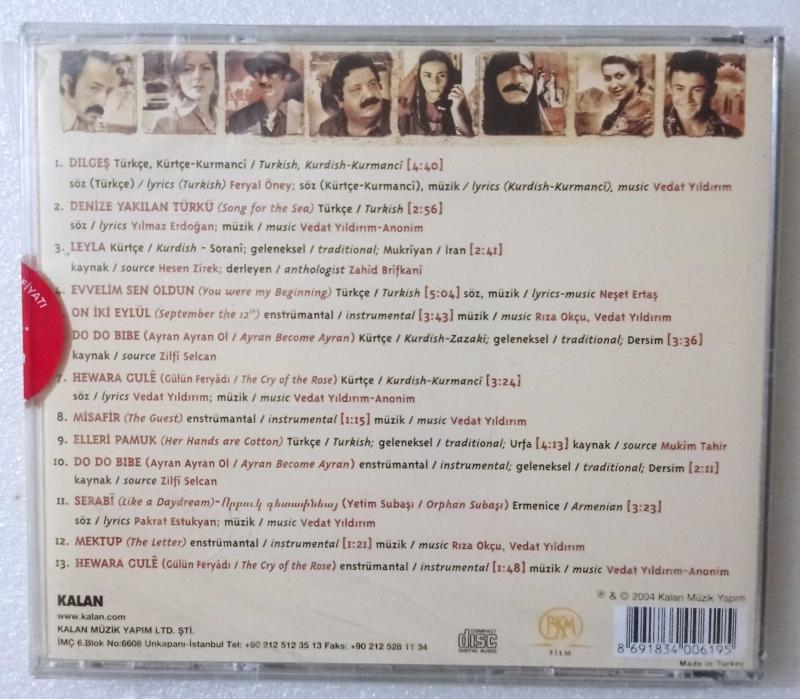 1. DILGEŞ Türkçe, Kürtçe-Kurmancî / Turkish, Kurdish-Kurmancî [4:40]
söz (Türkçe) / lyrics (Turkish) Feryal Öney; söz (Kürtçe-Kurmancî), müzik / lyrics (Kurdish-Kurmancî), music Vedat Yıldırım
2. DENİZE YAKILAN TÜRKÜ (Song for the Sea) Türkçe / Turkish [2:56]
söz / lyrics Yılmaz Erdoğan; müzik / music Vedat Yıldırım-Anonim
3. LEYLA Kürtçe / Kurdish - Soranî; geleneksel / traditional; Mukrîyan / İran [2:41]
kaynak / source Hesen Zîrek; derleyen / anthologist Zahîd Brîfkanî
4. EVVELİM SEN OLDUN (You were my Beginning) Türkçe / Turkish [5:04] söz, müzik / lyrics-music Neşet Ertaş
FİYATI
ON İKİ EYLÜL (September the 12th) enstrümantal / instrumental [3:43] müzik / music Rıza Okçu, Vedat Yıldırım
DO DO BIBE (Ayran Ayran Ol / Ayran Become Ayran) Kürtçe / Kurdish-Zazakî; geleneksel / traditional; Dersim [3:36]
kaynak / source Zilfî Selcan
7. HEWARA GULÊ (Gülün Feryâdı / The Cry of the Rose) Kürtçe / Kurdish-Kurmancî [3:24]
söz / lyrics Vedat Yıldırım; müzik / music Vedat Yıldırım-Anonim
8. MİSAFİR (The Guest) enstrümantal / instrumental [1:15] müzik / music Vedat Yıldırım
9. ELLERİ PAMUK (Her Hands are Cotton) Türkçe / Turkish; geleneksel / traditional; Urfa [4:13] kaynak / source Mukîm Tahir
10. DO DO BIBE (Ayran Ayran Ol / Ayran Become Ayran) enstrümantal / instrumental; geleneksel / traditional; Dersim [2:11]
kaynak / source Zilfî Selcan
11. SERABÎ (Like a Daydream)- (Yetim Subaşı / Orphan Subaşı) Ermenice / Armenian [3:23]
söz / lyrics Pakrat Estukyan; müzik / music Vedat Yıldırım
12. MEKTUP (The Letter) enstrümantal / instrumental [1:21] müzik / music Rıza Okçu, Vedat Yıldırım
13. HEWARA GULÊ (Gülün Feryâdı / The Cry of the Rose) enstrümantal / instrumental [1:48] müzik / music Vedat Yıldırım-Anonim
KALAN
www.kalan.com
KALAN MÜZİK YAPIM LTD. ŞTİ.
İMÇ 6.Blok No:6608 Unkapanı-İstanbul Tel: +90 212 512 35 13 Faks: +90 212 528 11 34
COMPACT
disc
DIGITAL AUDIO
BKM
FİLM
℗ & © 2004 Kalan Müzik Yapım
8 691834 006195
Made in Turkey